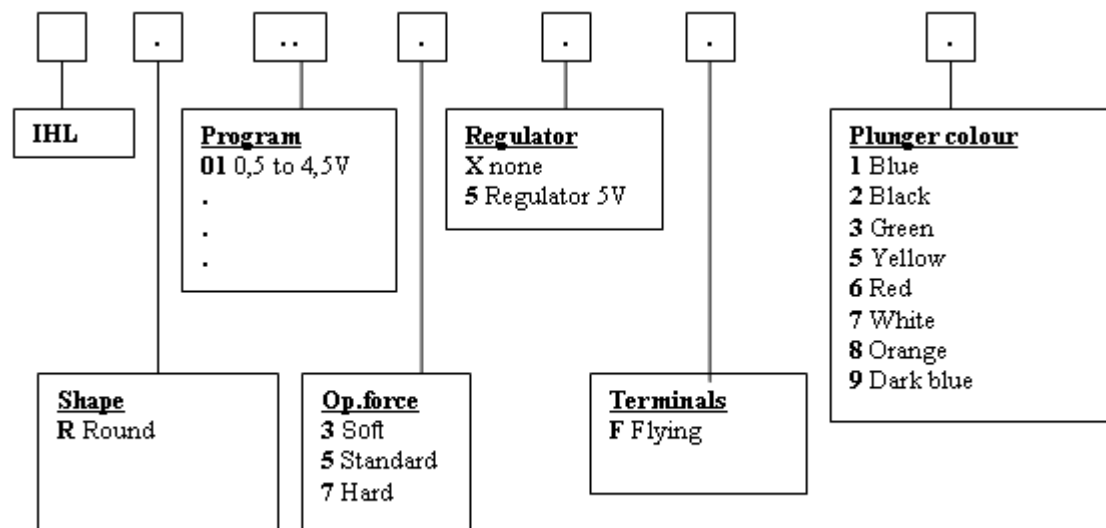 . .. . . . .
IHL
Program
01 0,5 to 4,5V
.
.
.
Regulator
X none
5 Regulator 5V
Plunger colour
1 Blue
2 Black
3 Green
5 Yellow
6 Red
7 White
8 Orange
9 Dark blue
Shape
R Round
Op.force
3 Soft
5 Standard
7 Hard
Terminals
F Flying